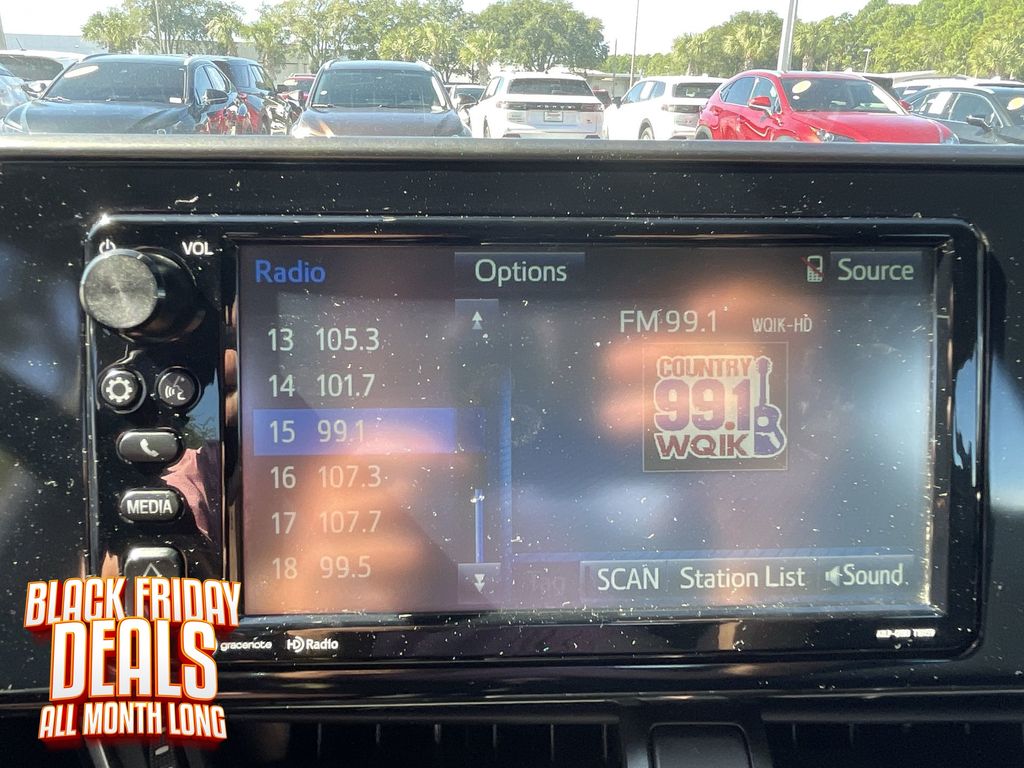 VOL
Radio
Options
Source
13 105.3
14 101.7
15 99.1
16 107.3
17 107.7
18 99.5
FM 99.1 WQIK-HD
COUNTRY
99.1
WQIK
MEDIA
Tag
SCAN
Station List
Sound
gracenote
HD Radio
BLACK FRIDAY
DEALS
ALL MONTH LONG